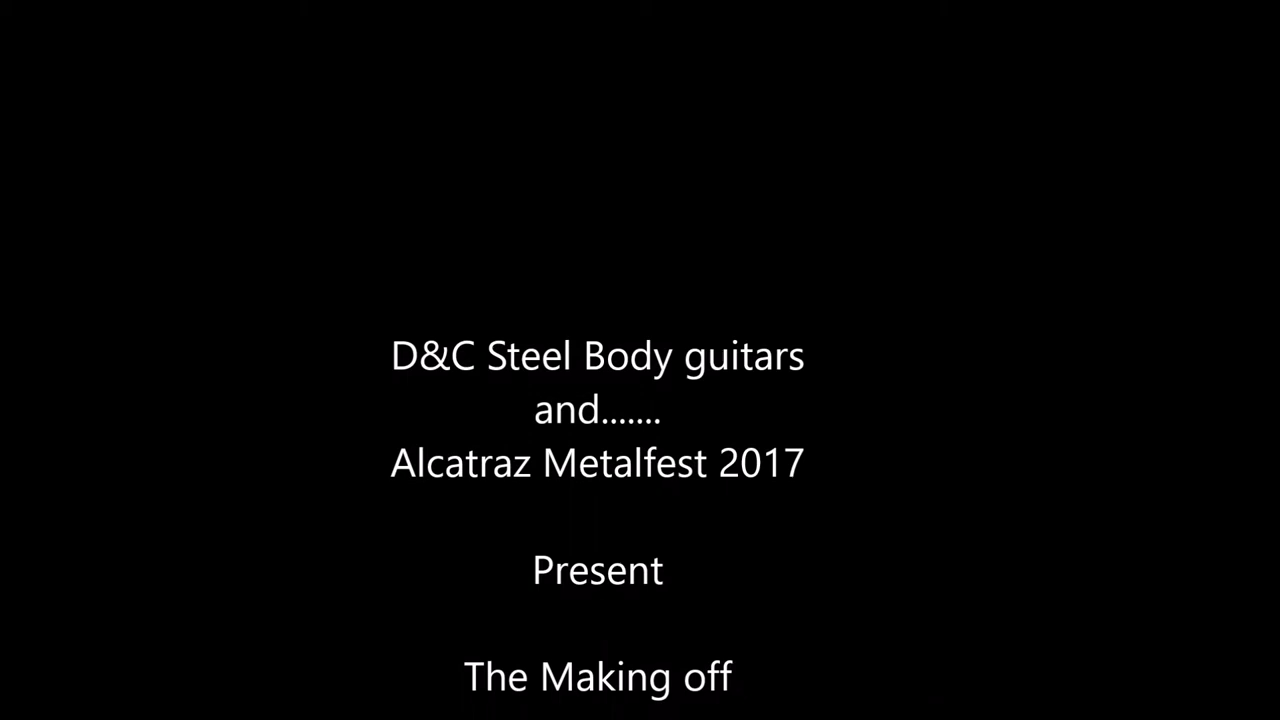 D&C Steel Body guitars
and.......
Alcatraz Metalfest 2017
Present
The Making off